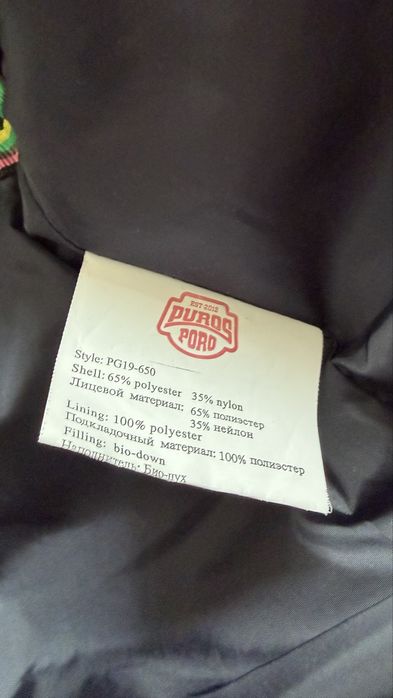 EST 2012
PUROS
PORO
Style: PG19-650
Shell: 65% polyester 35% nylon
Лицевой материал: 65% полиэстер
35% нейлон
Lining: 100% polyester
Подкладочный материал: 100% полиэстер
Filling: bio-down
Наполнитель: Био-пух